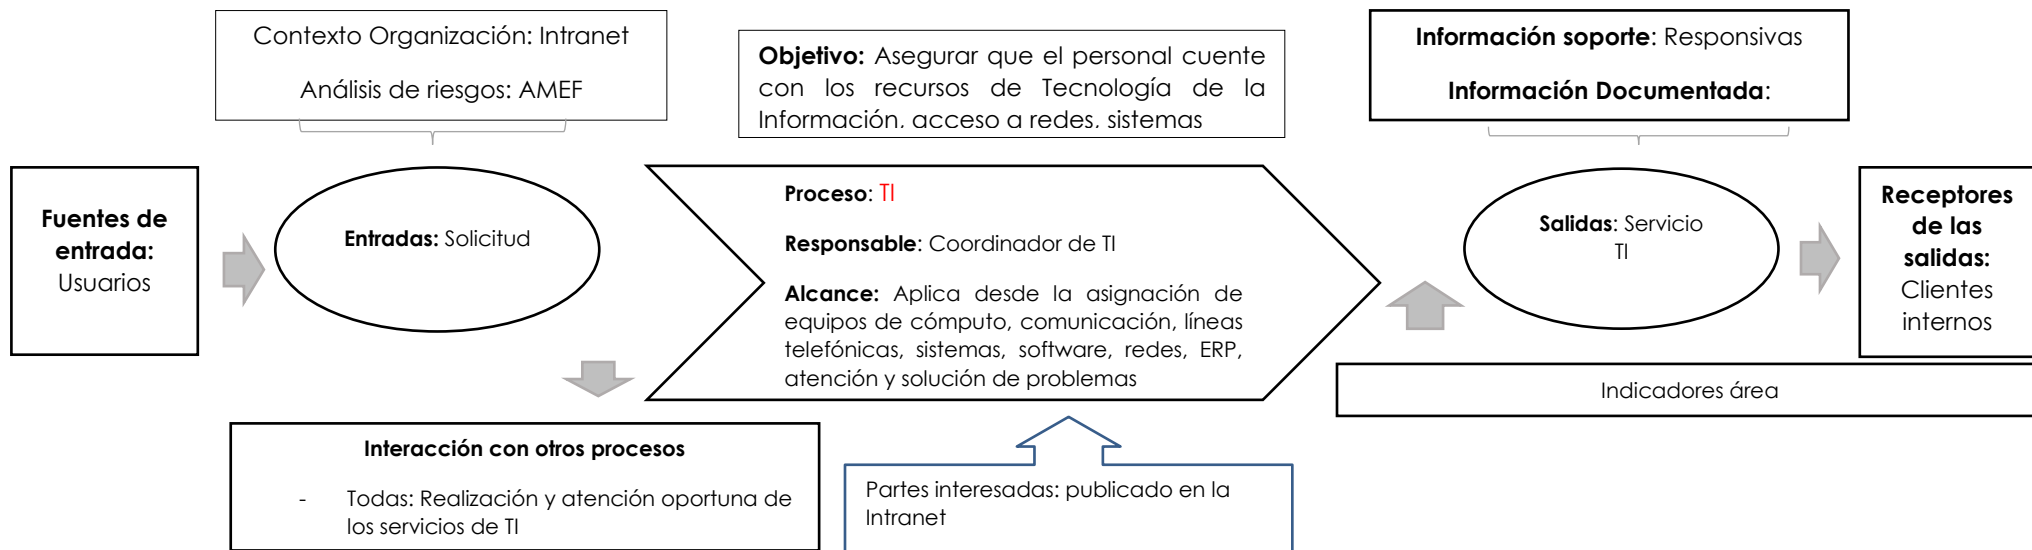 Contexto Organización: Intranet
Análisis de riesgos: AMEF
Objetivo: Asegurar que el personal cuente
con los recursos de Tecnología de la
Información, acceso a redes, sistemas
Información soporte: Responsivas
Información Documentada:
Fuentes de
entrada:
Usuarios
Entradas: Solicitud
Proceso: TI
Responsable: Coordinador de TI
Alcance: Aplica desde la asignación de
equipos de cómputo, comunicación, líneas
telefónicas, sistemas, software, redes, ERP,
atención y solución de problemas
Salidas: Servicio
TI
Receptores
de las
salidas:
Clientes
internos
Indicadores área
Interacción con otros procesos
- Todas: Realización y atención oportuna de
los servicios de TI
Partes interesadas: publicado en la
Intranet